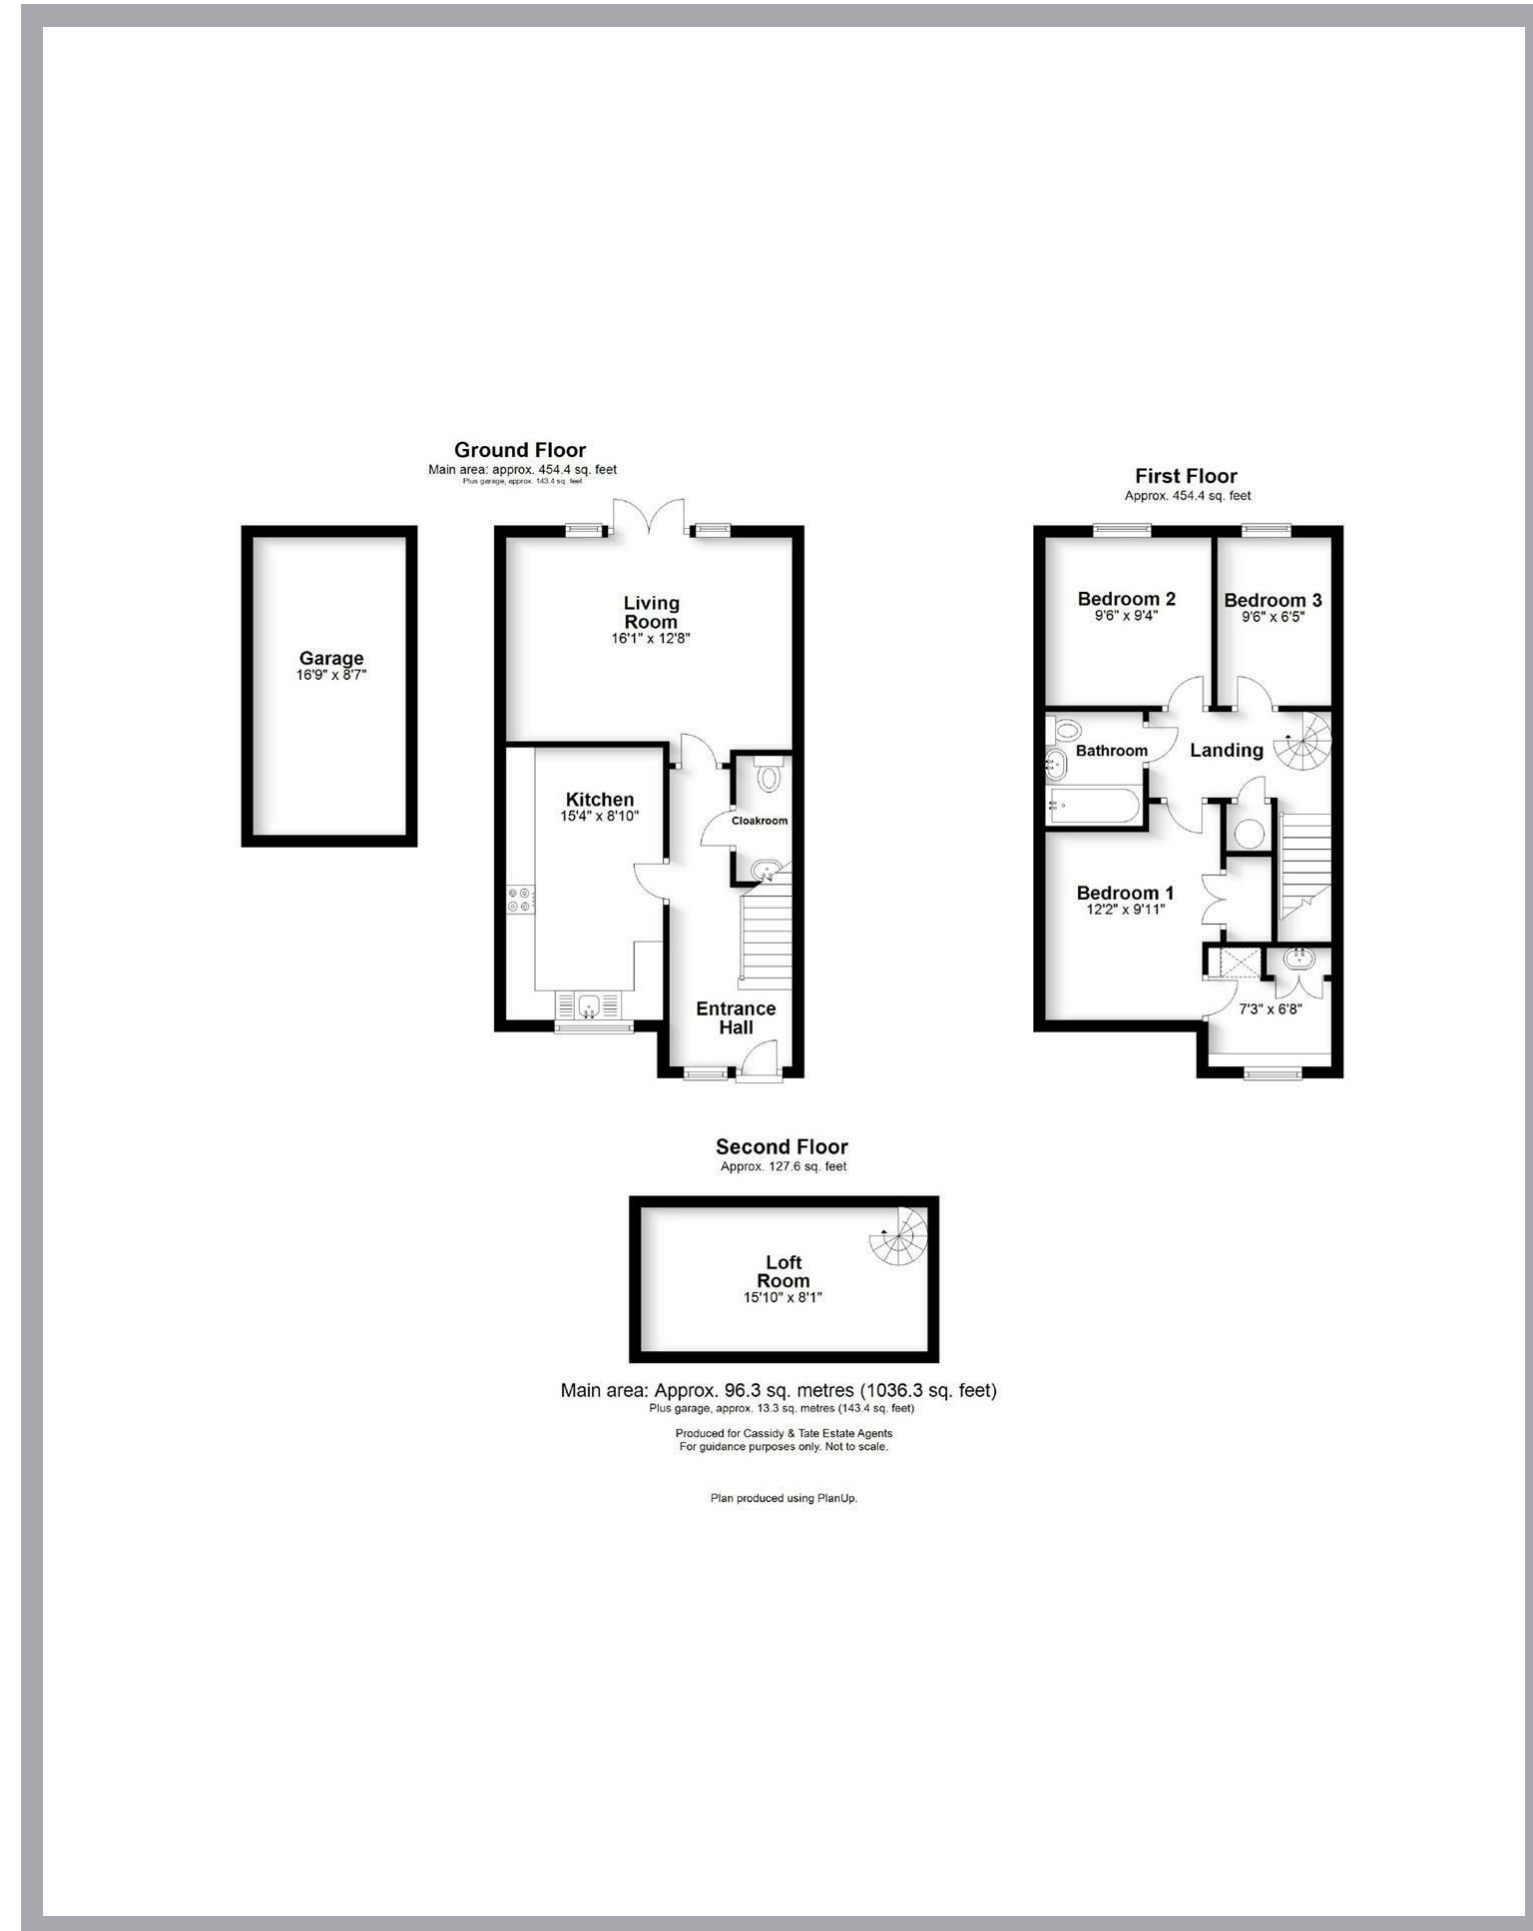 Ground Floor
Main area: approx. 454.4 sq. feet
Plus garage, approx. 143.4 sq. feet
First Floor
Approx. 454.4 sq. feet
Garage
16'9" x 8'7"
Living
Room
16'1" x 12'8"
Kitchen
15'4" x 8'10"
Cloakroom
Entrance
Hall
Bedroom 2
9'6" x 9'4"
Bedroom 3
9'6" x 6'5"
Bathroom
Landing
Bedroom 1
12'2" x 9'11"
7'3" x 6'8"
Second Floor
Approx. 127.6 sq. feet
Loft
Room
15'10" x 8'1"
Main area: Approx. 96.3 sq. metres (1036.3 sq. feet)
Plus garage, approx. 13.3 sq. metres (143.4 sq. feet)
Produced for Cassidy & Tate Estate Agents
For guidance purposes only. Not to scale.
Plan produced using PlanUp.